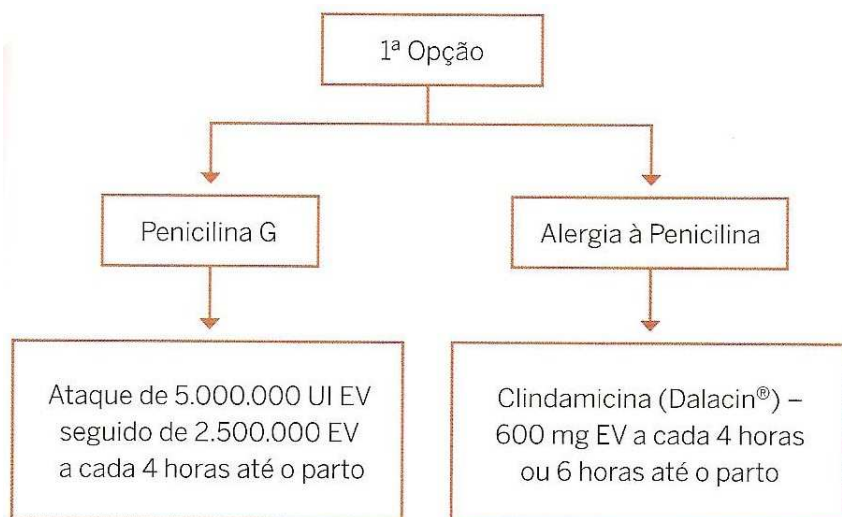 1ª Opção
Penicilina G
Alergia à Penicilina
Ataque de 5.000.000 UI EV
seguido de 2.500.000 EV
a cada 4 horas até o parto
Clindamicina (Dalacin®) –
600 mg EV a cada 4 horas
ou 6 horas até o parto